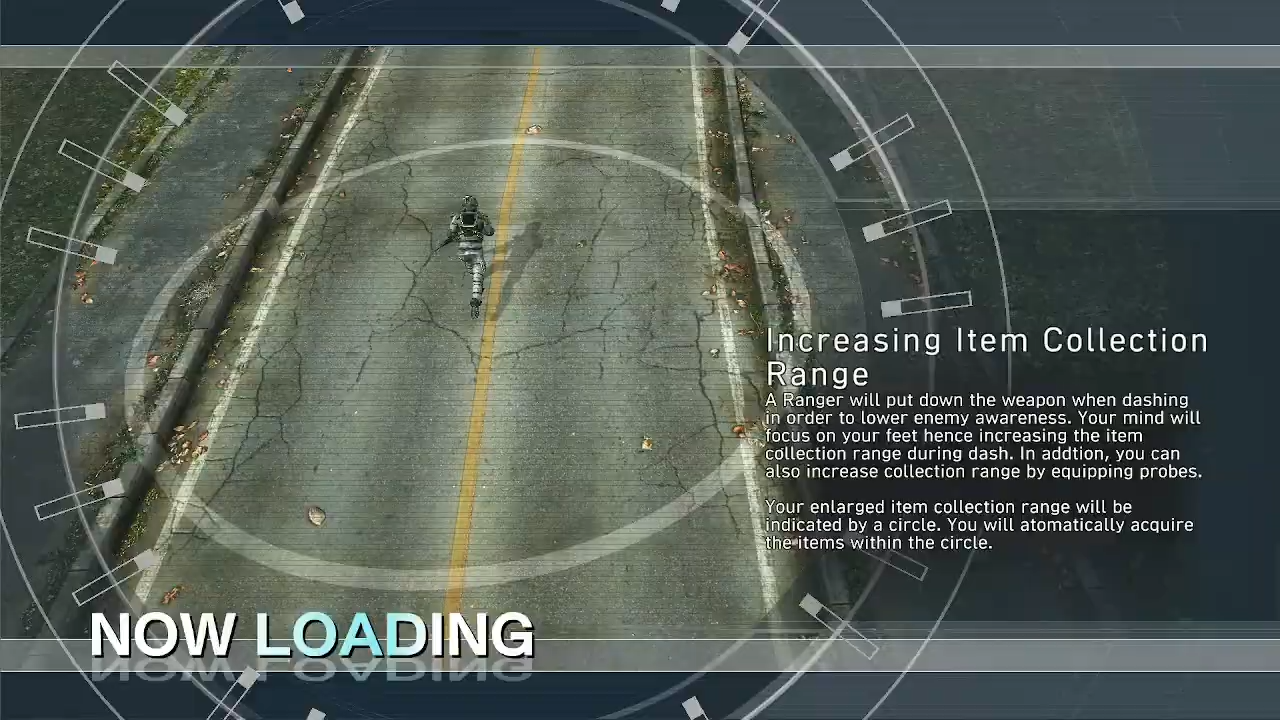 Increasing Item Collection
Range
A Ranger will put down the weapon when dashing
in order to lower enemy awareness. Your mind will
focus on your feet hence increasing the item
collection range during dash. In addtion, you can
also increase collection range by equipping probes.
Your enlarged item collection range will be
indicated by a circle. You will atomatically acquire
the items within the circle.
NOW LOADING